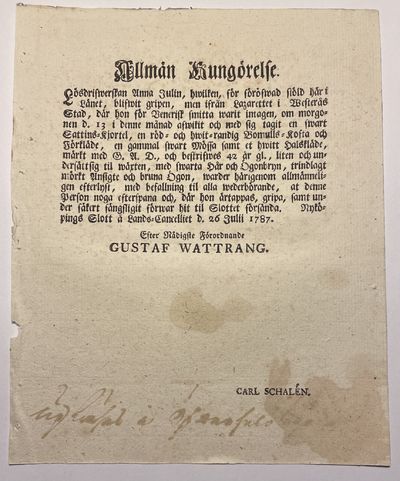 Allmän Kungörelse.
Lösdrifwerskan Anna Julin, hwilken, för föröfwad stöld här i
Länet, blifwit gripen, men ifrån Lazarettet i Westerås
Stad, där hon för Venerisk smitta warit intagen, om morgo-
nen d. 13 i denne månad afwikit och med sig tagit en swart
Sattins-Kjortel, en röd- och hwit-randig Bomulls-Kofta och
Förkläde, en gammal swart Mössa samt et hwitt Halskläde,
märkt med G. A. D., och beskrifwes 42 år gl., liten och un-
dersättsig til wäxten, med swarta Hår och Ögonbryn, trindlagt
mörkt Ansigte och bruna Ögon, warder härigenom allmänneli-
gen efterlyst, med befallning til alla wederbörande, at denne
Person noga efterspana och, där hon ärtappas, gripa, samt un-
der säkert fängsligit förwar hit til Slottet försända. Nykö-
pings Slott à Lands-Cancelliet d. 26 Julii 1787.
Efter Nådigste Förordnande
GUSTAF WATTRANG.
CARL SCHALÉN.